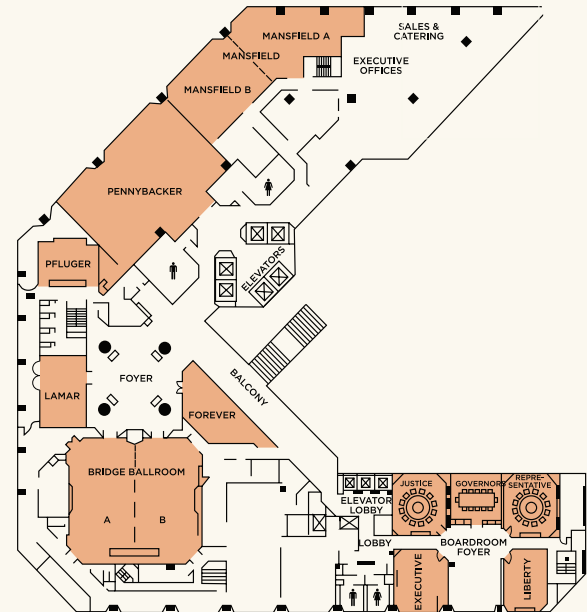 SALES &
CATERING
MANSFIELD A
MANSFIELD
EXECUTIVE
OFFICES
MANSFIELD B
PENNYBACKER
ELEVATORS
PFLUGER
FOYER
BALCONY
LAMAR
FOREVER
BRIDGE BALLROOM
A
B
JUSTICE
GOVERNORS
REPRE-
SENTATIVE
ELEVATOR
LOBBY
LOBBY
BOARDROOM
FOYER
EXECUTIVE
LIBERTY